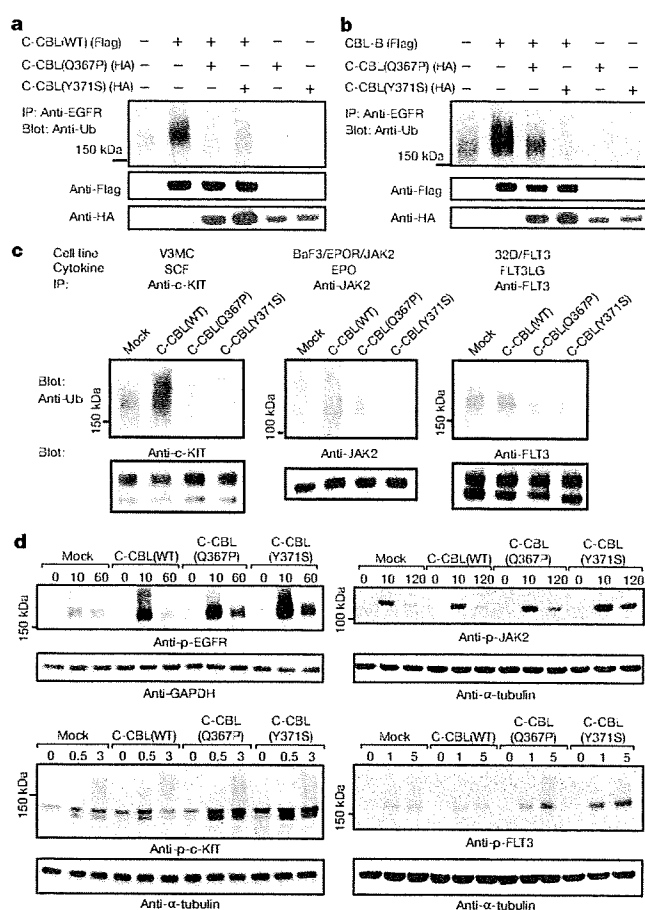 a
C-CBL(WT) (Flag) – + + + – –
C-CBL(Q367P) (HA) – – + – + –
C-CBL(Y371S) (HA) – – – + – +
IP: Anti-EGFR
Blot: Anti-Ub
150 kDa
Anti-Flag
Anti-HA
b
CBL-B (Flag) – + + + – –
C-CBL(Q367P) (HA) – – + – + –
C-CBL(Y371S) (HA) – – – + – +
IP: Anti-EGFR
Blot: Anti-Ub
150 kDa
Anti-Flag
Anti-HA
c
Cell line V3MC BaF3/EPOR/JAK2 32D/FLT3
Cytokine SCF EPO FLT3LG
IP: Anti-c-KIT Anti-JAK2 Anti-FLT3
Mock C-CBL(WT) C-CBL(Q367P) C-CBL(Y371S) Mock C-CBL(WT) C-CBL(Q367P) C-CBL(Y371S) Mock C-CBL(WT) C-CBL(Q367P) C-CBL(Y371S)
Blot:
Anti-Ub
150 kDa
100 kDa
150 kDa
Blot: Anti-c-KIT Anti-JAK2 Anti-FLT3
d
Mock C-CBL(WT) C-CBL (Q367P) C-CBL (Y371S)
0 10 60 0 10 60 0 10 60 0 10 60
150 kDa
Anti-p-EGFR
Anti-GAPDH
Mock C-CBL(WT) C-CBL (Q367P) C-CBL (Y371S)
0 10 120 0 10 120 0 10 120 0 10 120
100 kDa
Anti-p-JAK2
Anti-α-tubulin
Mock C-CBL(WT) C-CBL (Q367P) C-CBL (Y371S)
0 0.5 3 0 0.5 3 0 0.5 3 0 0.5 3
150 kDa
Anti-p-c-KIT
Anti-α-tubulin
Mock C-CBL(WT) C-CBL (Q367P) C-CBL (Y371S)
0 1 5 0 1 5 0 1 5 0 1 5
150 kDa
Anti-p-FLT3
Anti-α-tubulin